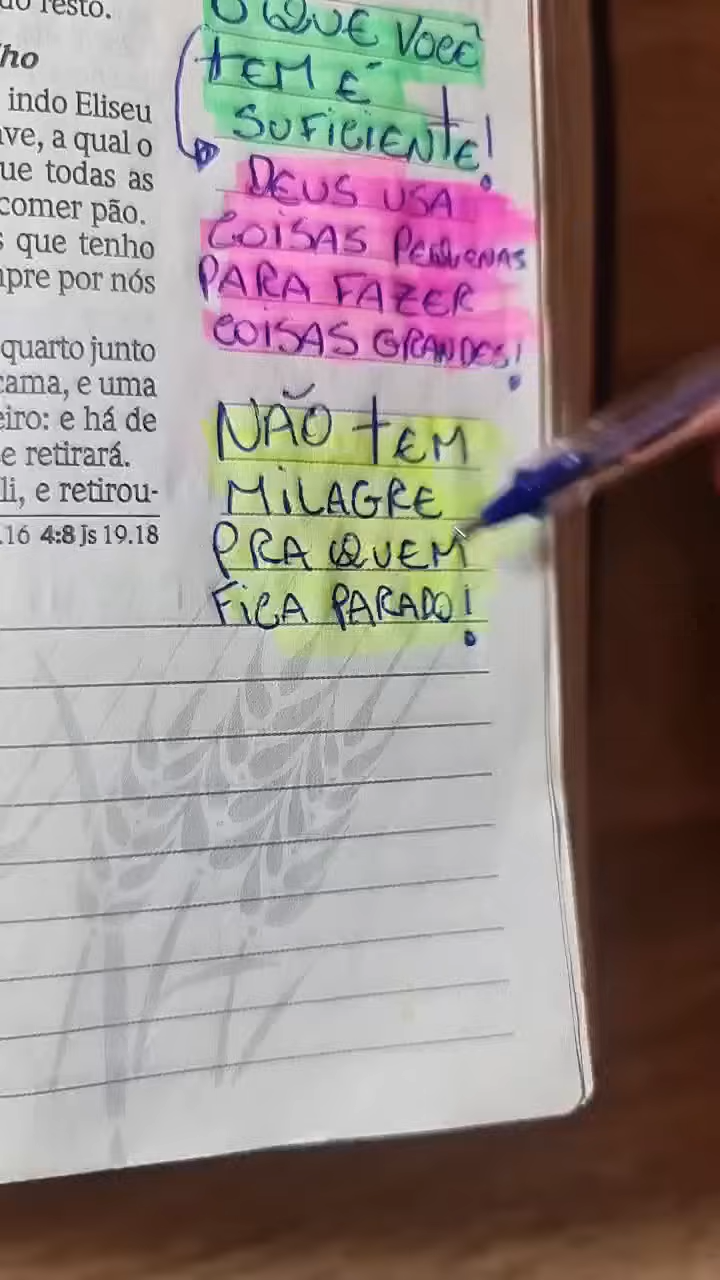 do resto.
ho
indo Eliseu
ave, a qual o
ue todas as
comer pão.
s que tenho
pre por nós
quarto junto
cama, e uma
eiro: e há de
e retirará.
li, e retirou-
.16 4:8 Js 19.18
O QUE VOCÊ
TEM É
SUFICIENTE!
DEUS USA
COISAS PEQUENAS
PARA FAZER
COISAS GRANDES!
NÃO TEM
MILAGRE
PRA QUEM
FICA PARADO!